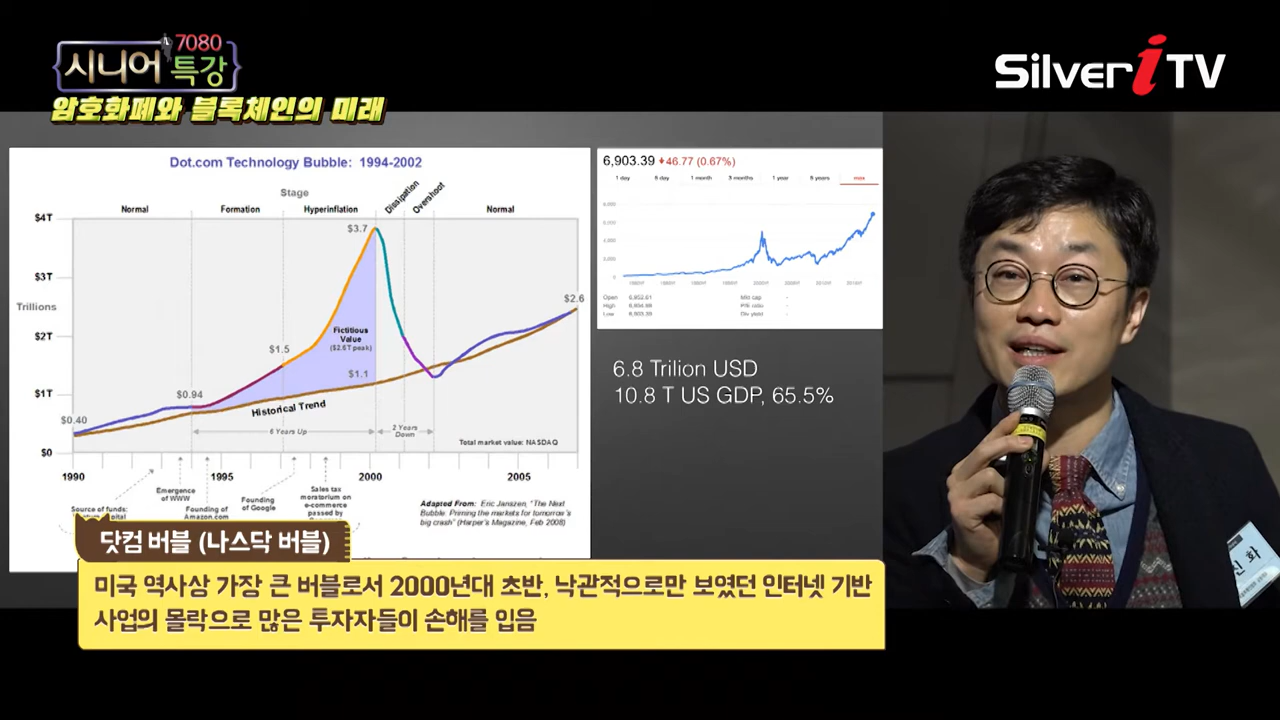 7080
시니어 특강
암호화폐와 블록체인의 미래
Silver i TV
Dot.com Technology Bubble: 1994-2002
Stage
Normal
Formation
Hyperinflation
Dissipation
Overshoot
Normal
$4T
$3T
Trillions
$2T
$1T
$0
$3.7
$2.6
$1.5
Fictitious
Value
($2.6T peak)
$1.1
$0.94
$0.40
Historical Trend
6 Years Up
2 Years
Down
Total market value: NASDAQ
1990
1995
2000
2005
Emergence
of WWW
Source of funds:
Founding of
Amazon.com
Founding
of Google
Sales tax
moratorium on
e-commerce
passed by
Adapted From: Eric Janszen, "The Next
Bubble: Priming the markets for tomorrow's
big crash" (Harper's Magazine, Feb 2008)
6,903.39 46.77 (0.67%)
1 day
5 day
1 month
3 months
1 year
5 years
max
Open
High
Low
Mkt cap
P/E ratio
Div yield
6.8 Trilion USD
10.8 T US GDP, 65.5%
닷컴 버블 (나스닥 버블)
미국 역사상 가장 큰 버블로서 2000년대 초반, 낙관적으로만 보였던 인터넷 기반
사업의 몰락으로 많은 투자자들이 손해를 입음
신 화